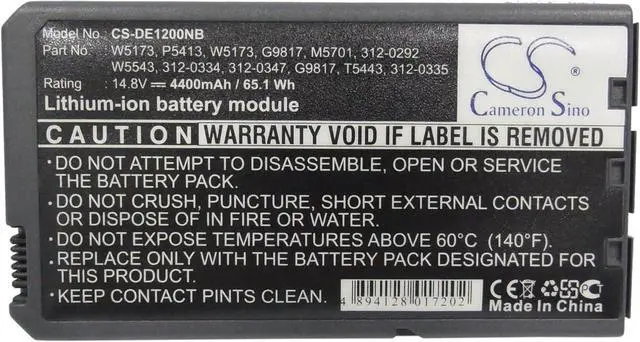 Model No. : CS-DE1200NB
Part No. : W5173, P5413, W5173, G9817, M5701, 312-0292
W5543, 312-0334, 312-0347, G9817, T5443, 312-0335
Rating : 14.8V 4400mAh / 65.1 Wh
Lithium-ion battery module
CS
®
Cameron Sino
CAUTION WARRANTY VOID IF LABEL IS REMOVED
•DO NOT ATTEMPT TO DISASSEMBLE, OPEN OR SERVICE
THE BATTERY PACK.
•DO NOT CRUSH, PUNCTURE, SHORT EXTERNAL CONTACTS
OR DISPOSE OF IN FIRE OR WATER.
•DO NOT EXPOSE TEMPERATURES ABOVE 60°C (140°F).
•REPLACE ONLY WITH THE BATTERY PACK DESIGNATED FOR
THIS PRODUCT.
•KEEP CONTACT PINS CLEAN.
4 894128 017202
CE PCT
Made In China